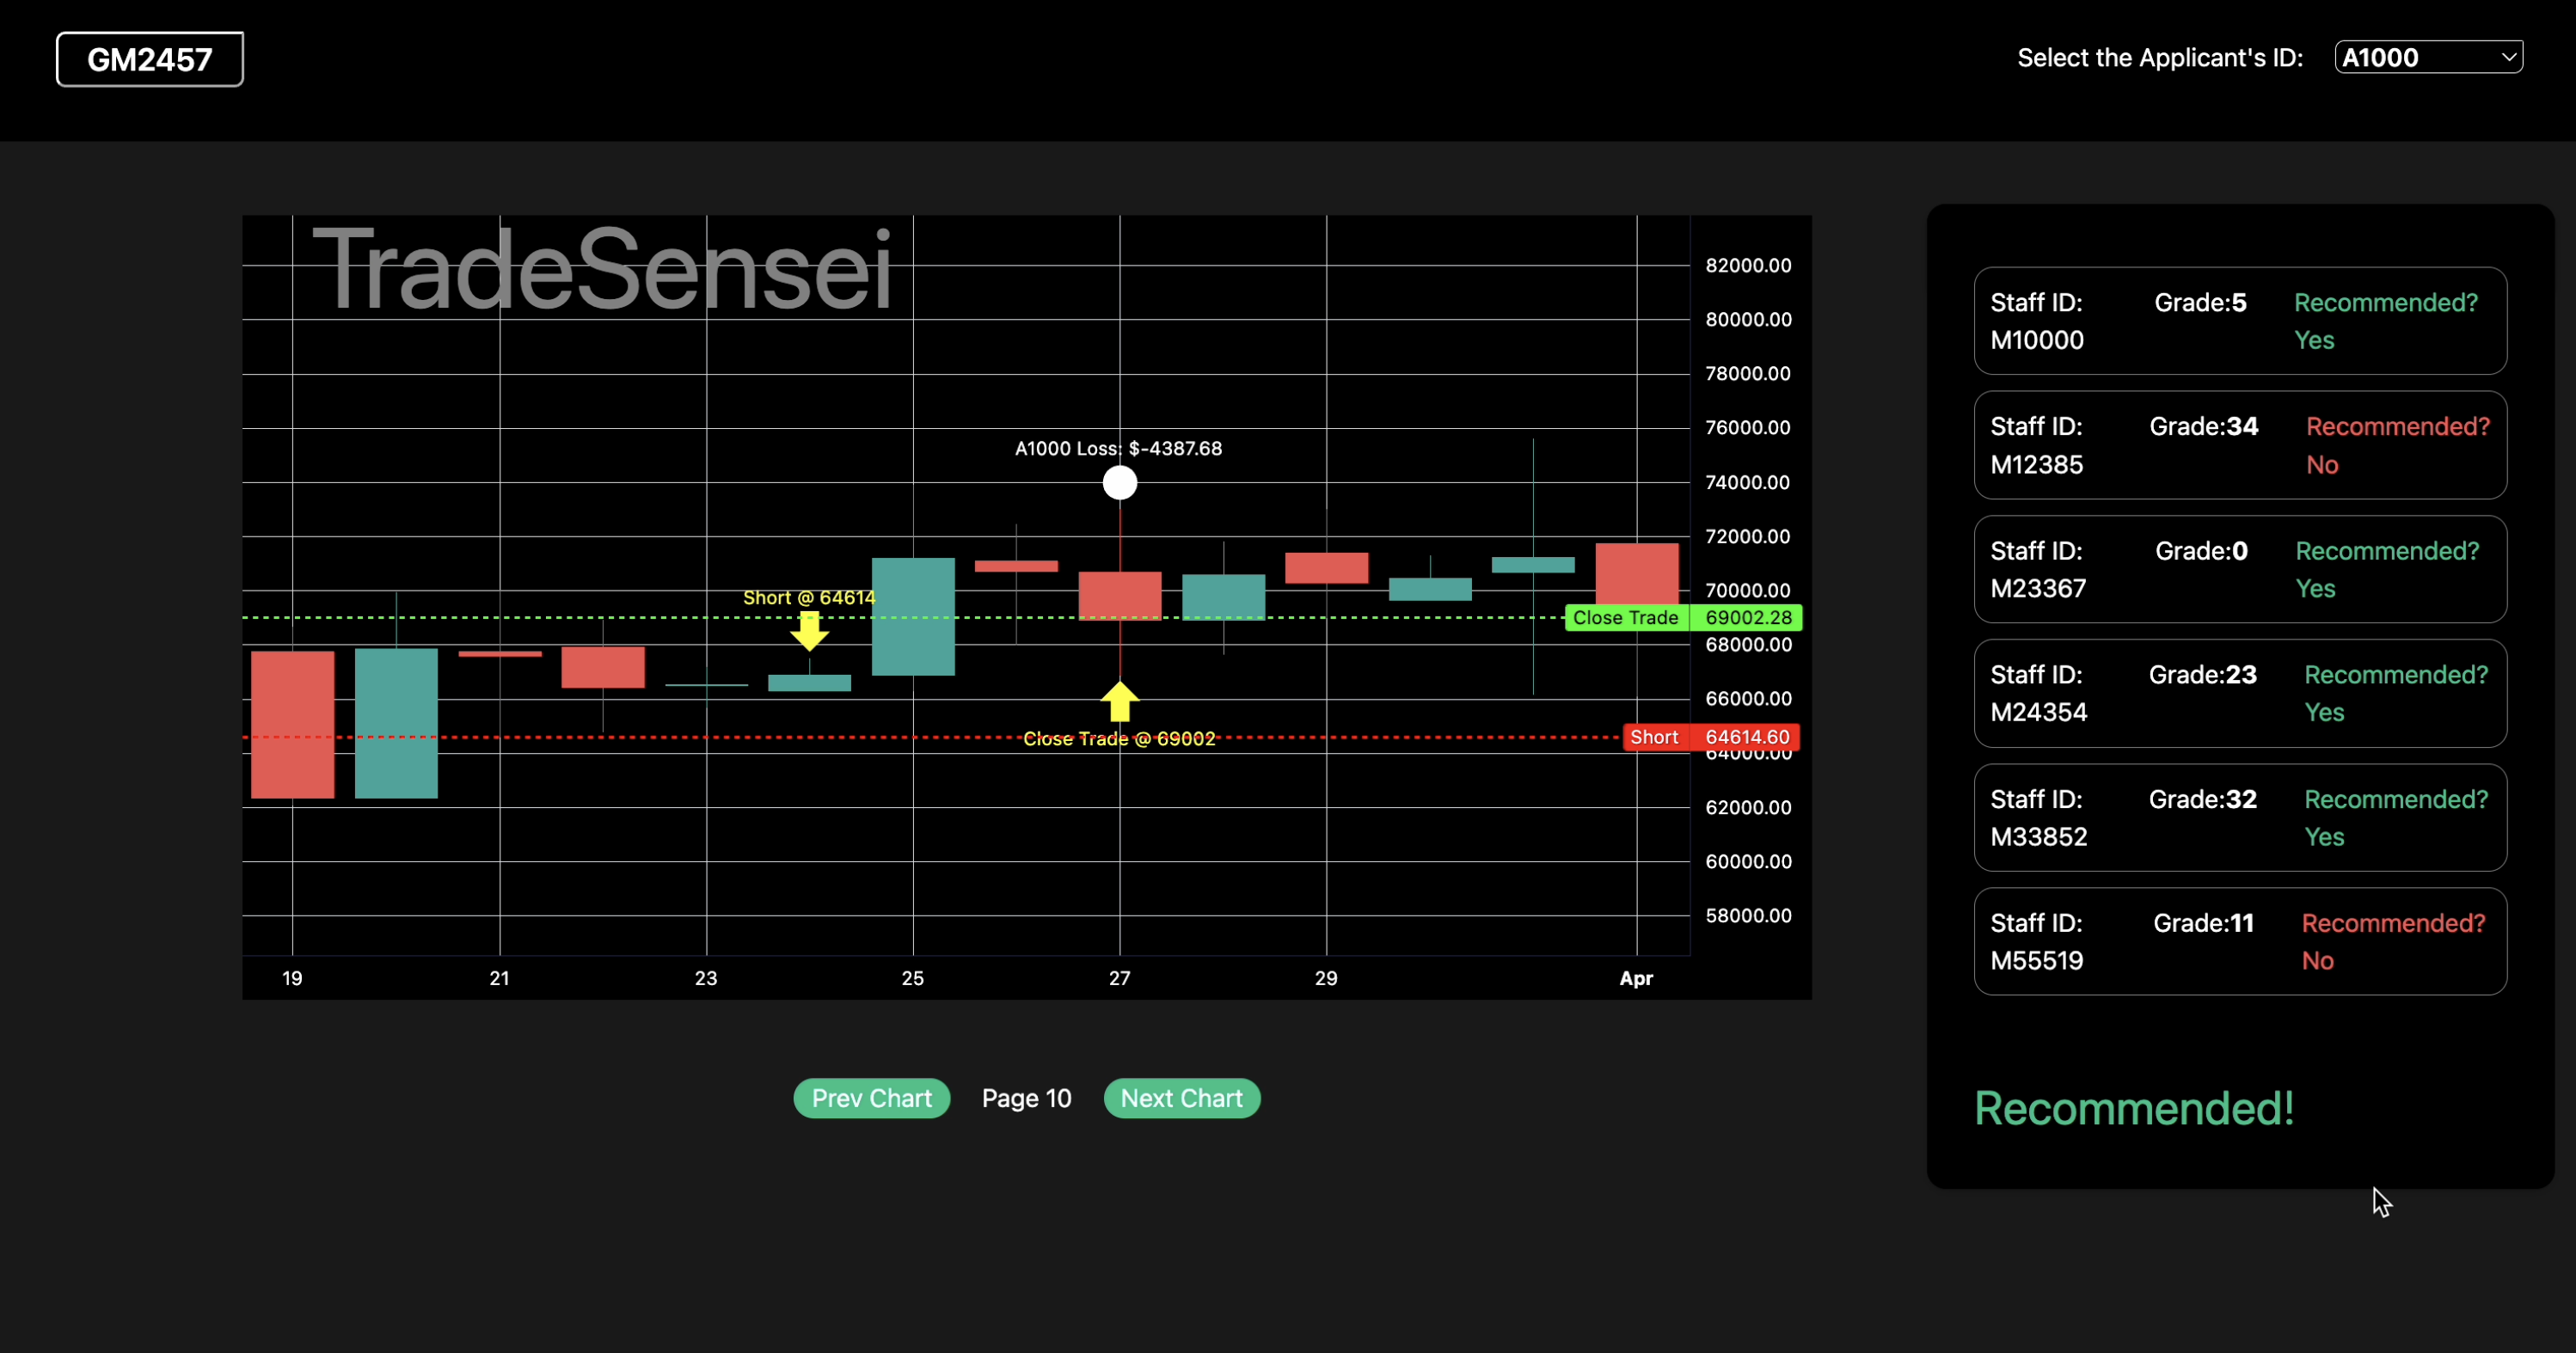 GM2457
Select the Applicant's ID: A1000
TradeSensei
82000.00
80000.00
78000.00
76000.00
A1000 Loss: $-4387.68
74000.00
72000.00
70000.00
Short @ 64614
Close Trade 69002.28
68000.00
66000.00
Close Trade @ 69002
Short 64614.60
64000.00
62000.00
60000.00
58000.00
19 21 23 25 27 29 Apr
Prev Chart Page 10 Next Chart
Staff ID: Grade:5 Recommended?
M10000 Yes
Staff ID: Grade:34 Recommended?
M12385 No
Staff ID: Grade:0 Recommended?
M23367 Yes
Staff ID: Grade:23 Recommended?
M24354 Yes
Staff ID: Grade:32 Recommended?
M33852 Yes
Staff ID: Grade:11 Recommended?
M55519 No
Recommended!